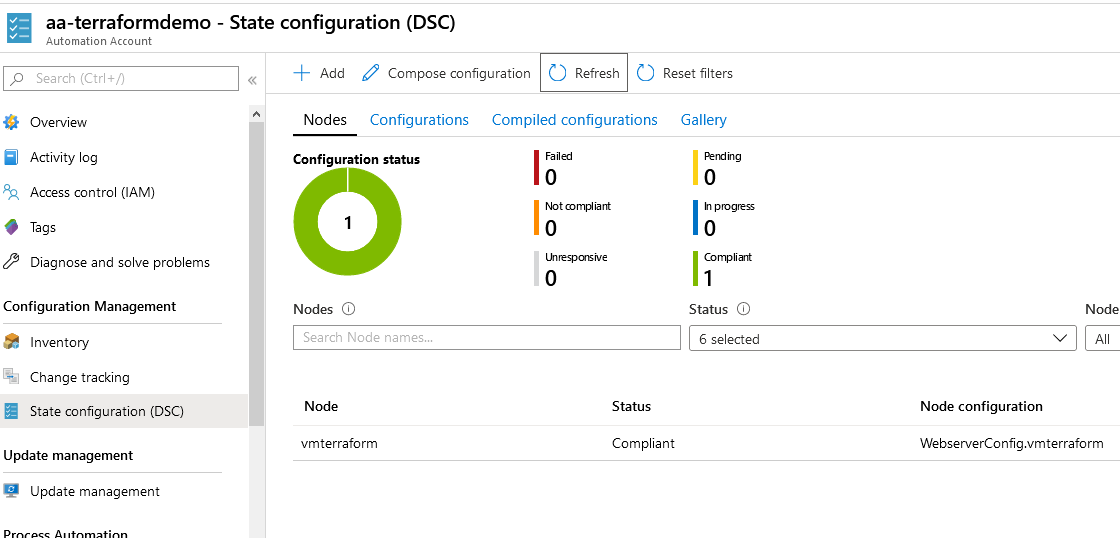 aa-terraformdemo - State configuration (DSC)
Automation Account
Search (Ctrl+/)
«
Overview
Activity log
Access control (IAM)
Tags
Diagnose and solve problems
Configuration Management
Inventory
Change tracking
State configuration (DSC)
Update management
Update management
Process Automation
Add Compose configuration Refresh Reset filters
Nodes Configurations Compiled configurations Gallery
Configuration status
1
Failed
0
Pending
0
Not compliant
0
In progress
0
Unresponsive
0
Compliant
1
Nodes Status Node
Search Node names... 6 selected All
Node Status Node configuration
vmterraform Compliant WebserverConfig.vmterraform